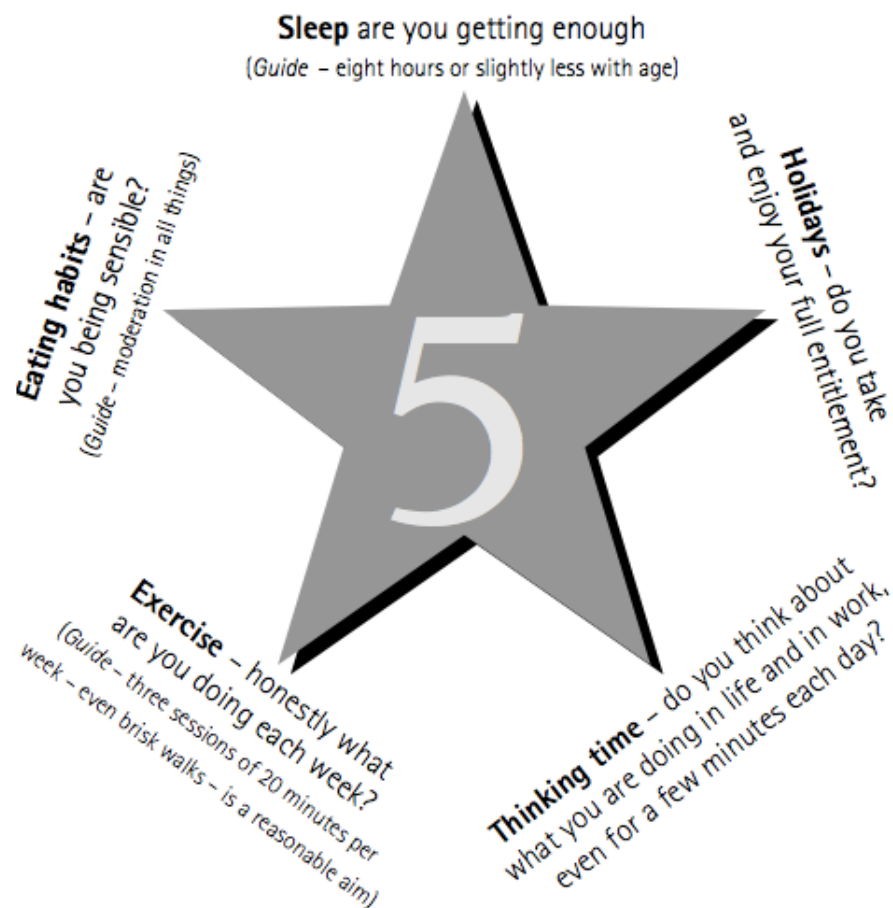 Sleep are you getting enough
(Guide – eight hours or slightly less with age)
Holidays – do you take
and enjoy your full entitlement?
Thinking time – do you think about
what you are doing in life and in work,
even for a few minutes each day?
Exercise – honestly what
are you doing each week?
(Guide – three sessions of 20 minutes per
week – even brisk walks – is a reasonable aim)
Eating habits – are
you being sensible?
(Guide – moderation in all things)
5